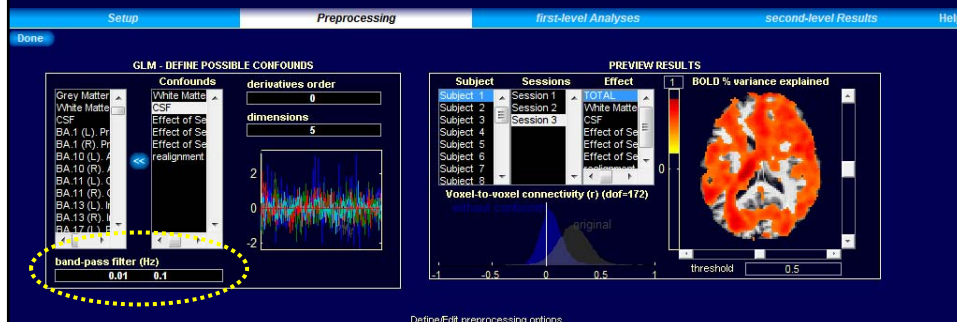 Setup Preprocessing first-level Analyses second-level Results Hel
Done
GLM - DEFINE POSSIBLE CONFOUNDS
Confounds
Grey Matter
White Matte
CSF
BA.1 (L). Pr
BA.1 (R). Pr
BA.10 (L). A
BA.10 (R). A
BA.11 (L). O
BA.11 (R). O
BA.13 (L). In
BA.13 (R). In
BA.17 (L). P
<<
White Matte
CSF
Effect of Se
Effect of Se
Effect of Se
realignment
derivatives order
0
dimensions
5
2
0
-2
band-pass filter (Hz)
0.01 0.1
PREVIEW RESULTS
Subject Sessions Effect
Subject 1
Subject 2
Subject 3
Subject 4
Subject 5
Subject 6
Subject 7
Subject 8
Session 1
Session 2
Session 3
TOTAL
White Matte
CSF
Effect of Se
Effect of Se
Effect of Se
1
0
BOLD % variance explained
Voxel-to-voxel connectivity (r) (dof=172)
original
-1 -0.5 0 0.5 1
threshold 0.5
Define/Edit preprocessing options